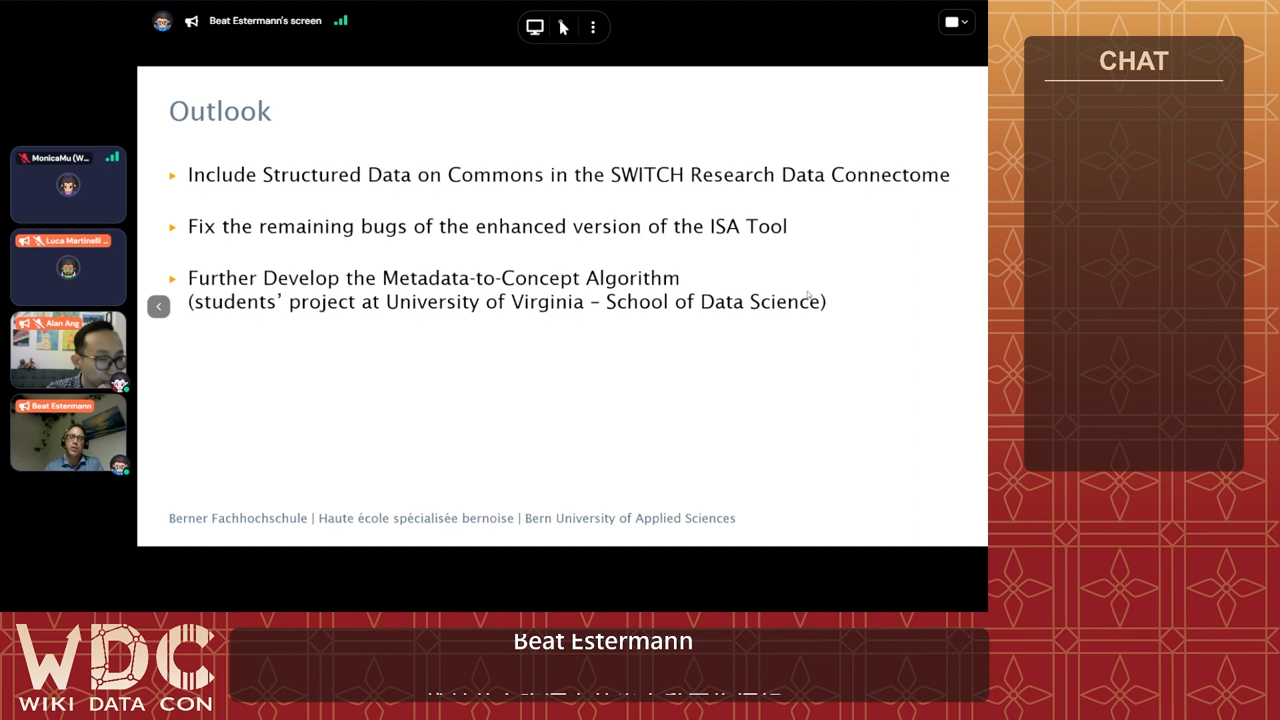 Beat Estermann's screen
CHAT
Outlook
Include Structured Data on Commons in the SWITCH Research Data Connectome
Fix the remaining bugs of the enhanced version of the ISA Tool
Further Develop the Metadata-to-Concept Algorithm
(students' project at University of Virginia – School of Data Science)
MonicaMu (W...
Luca Martinelli ...
Alan Ang
Beat Estermann
Berner Fachhochschule | Haute école spécialisée bernoise | Bern University of Applied Sciences
WDC
WIKI DATA CON
Beat Estermann